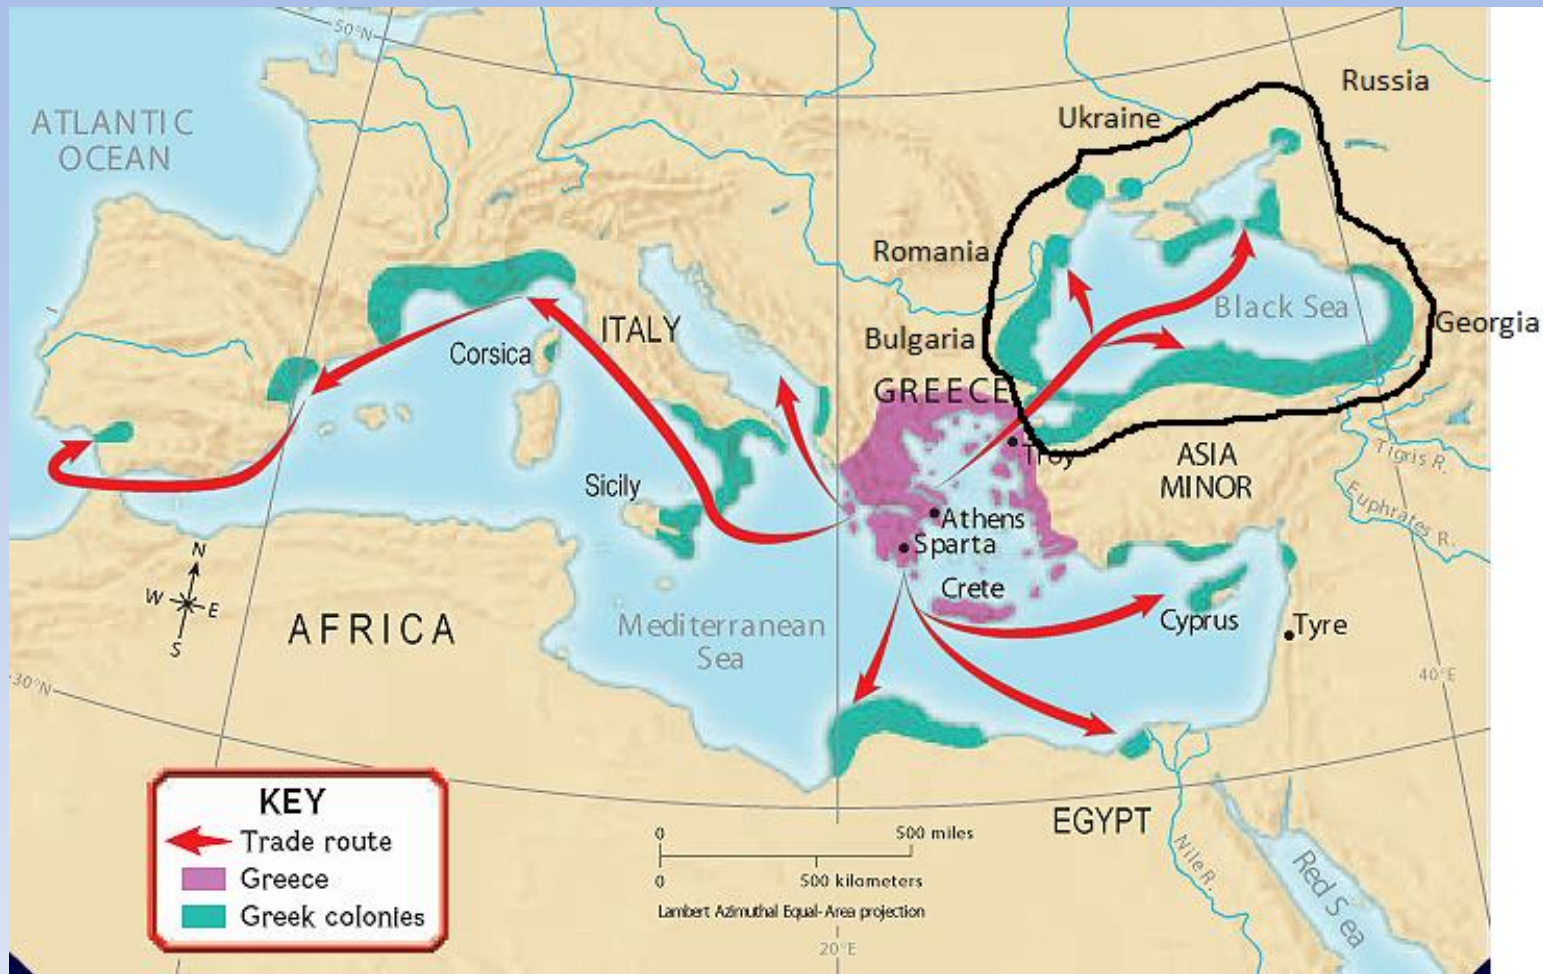 50°N
Russia
Ukraine
ATLANTIC
OCEAN
Romania
Black Sea
Georgia
ITALY
Bulgaria
Corsica
GREECE
Troy
ASIA
MINOR
Tigris R.
Sicily
Euphrates R.
Athens
Sparta
N
W E
S
Crete
AFRICA
Mediterranean
Sea
Cyprus
Tyre
30°N
40°E
KEY
Trade route
Greece
Greek colonies
0 500 miles
0 500 kilometers
Lambert Azimuthal Equal-Area projection
20°E
EGYPT
Nile R.
Red Sea